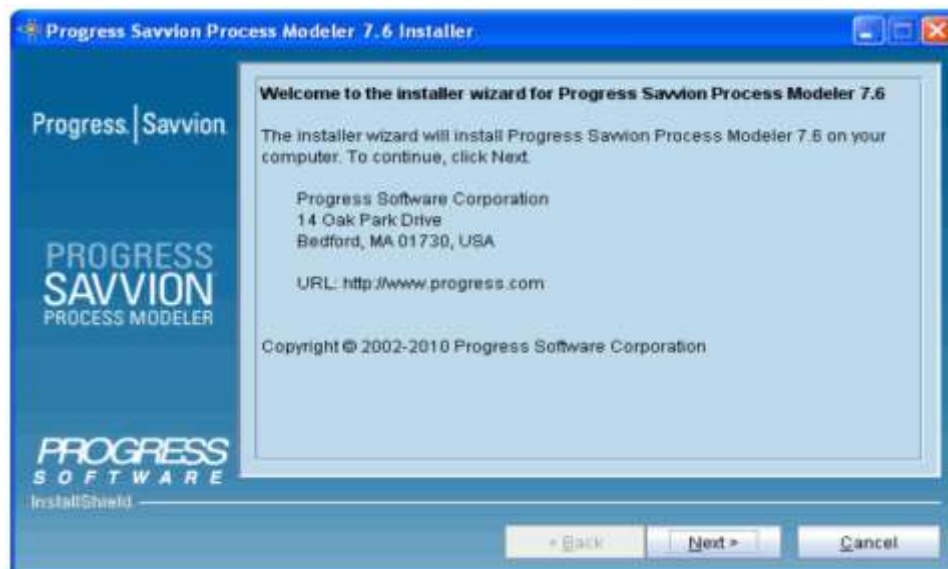 Progress Savvion Process Modeler 7.6 Installer
Progress Savvion
PROGRESS
SAVVION
PROCESS MODELER
PROGRESS
SOFTWARE
Welcome to the installer wizard for Progress Savvion Process Modeler 7.6
The installer wizard will install Progress Savvion Process Modeler 7.6 on your
computer. To continue, click Next.
Progress Software Corporation
14 Oak Park Drive
Bedford, MA 01730, USA
URL: http://www.progress.com
Copyright © 2002-2010 Progress Software Corporation
InstallShield
< Back
Next >
Cancel